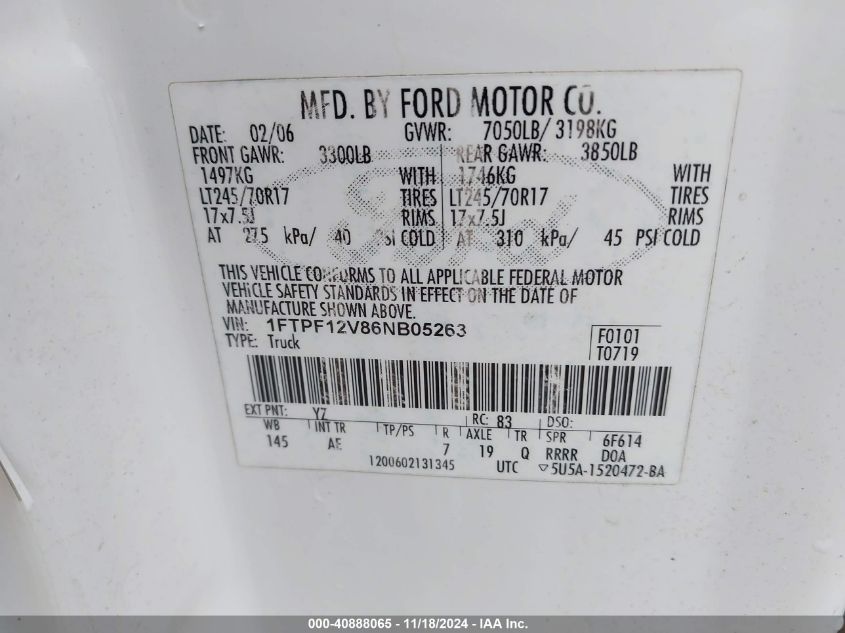 MFD. BY FORD MOTOR CO.
DATE: 02/06 GVWR: 7050LB/ 3198KG
FRONT GAWR: 3300LB REAR GAWR: 3850LB
1497KG WITH 1746KG WITH
LT245/70R17 TIRES LT245/70R17 TIRES
17x7.5J RIMS 17x7.5J RIMS
AT 275 kPa/ 40 PSI COLD AT 310 kPa/ 45 PSI COLD
THIS VEHICLE CONFORMS TO ALL APPLICABLE FEDERAL MOTOR
VEHICLE SAFETY STANDARDS IN EFFECT ON THE DATE OF
MANUFACTURE SHOWN ABOVE.
VIN: 1FTPF12V86NB05263
TYPE: Truck
F0101
T0719
EXT PNT: YZ RC: 83 DSO:
WB INT TR TP/PS R AXLE TR SPR 6F614
145 AE 7 19 Q RRRR DOA
1200602131345 UTC ▽5U5A-1520472-BA
000-40888065 - 11/18/2024 - IAA Inc.